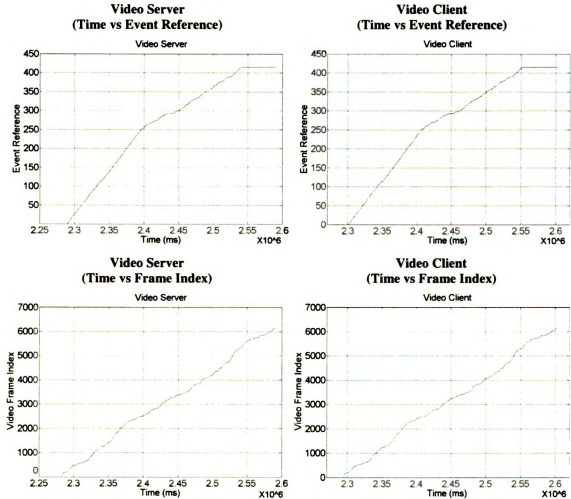 Video Server
(Time vs Event Reference)
Video Server
450
400
350
300
250
200
150
100
50
Event Reference
2.25 2.3 2.35 2.4 2.45 2.5 2.55 2.6
Time (ms)
X10^6
Video Client
(Time vs Event Reference)
Video Client
450
400
350
300
250
200
150
100
50
0
Event Reference
2.3 2.35 2.4 2.45 2.5 2.55 2.6
Time (ms)
X10^6
Video Server
(Time vs Frame Index)
Video Server
7000
6000
5000
4000
3000
2000
1000
0
Video Frame Index
2.25 2.3 2.35 2.4 2.45 2.5 2.55 2.6
Time (ms)
X10^6
Video Client
(Time vs Frame Index)
Video Client
7000
6000
5000
4000
3000
2000
1000
0
Video Frame Index
2.3 2.35 2.4 2.45 2.5 2.55 2.6
Time (ms)
X10^6